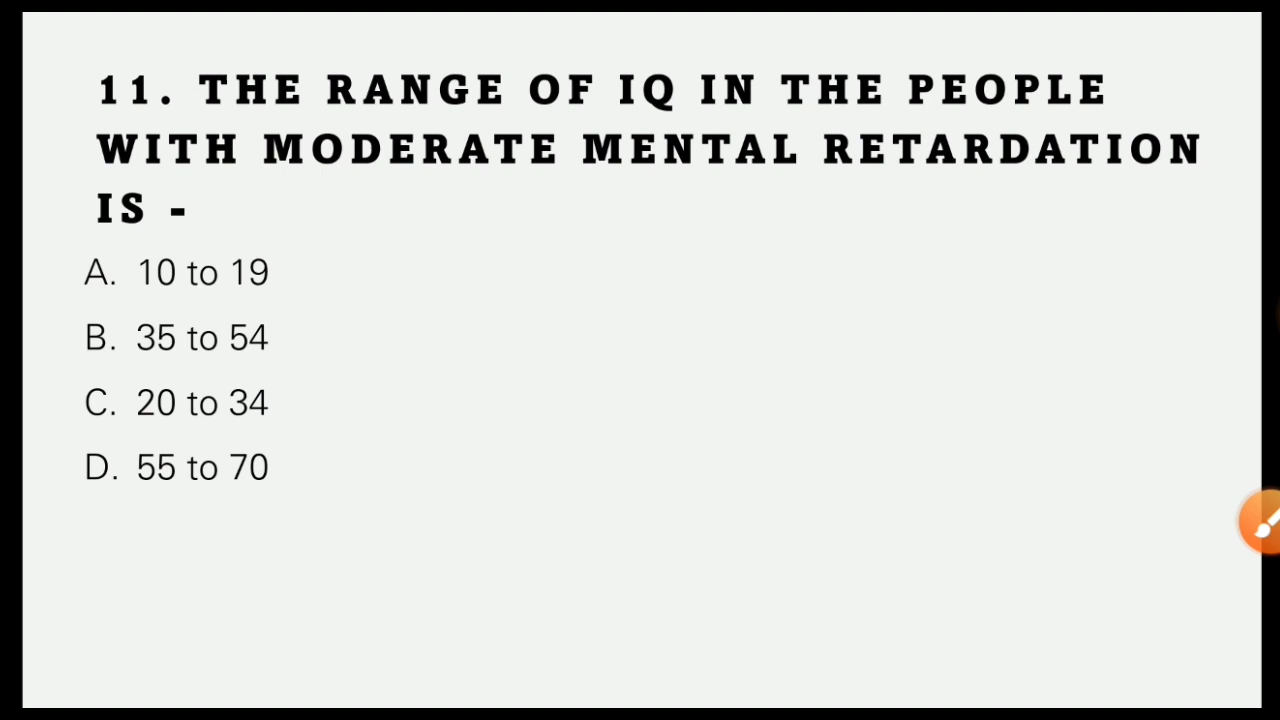 11. THE RANGE OF IQ IN THE PEOPLE
WITH MODERATE MENTAL RETARDATION
IS -
A. 10 to 19
B. 35 to 54
C. 20 to 34
D. 55 to 70